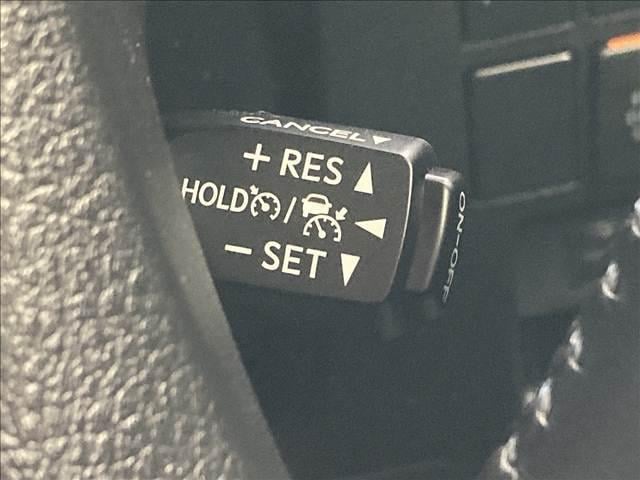 CANCEL▼
+ RES ▲
HOLD / ◀
− SET ▼
ON-OFF